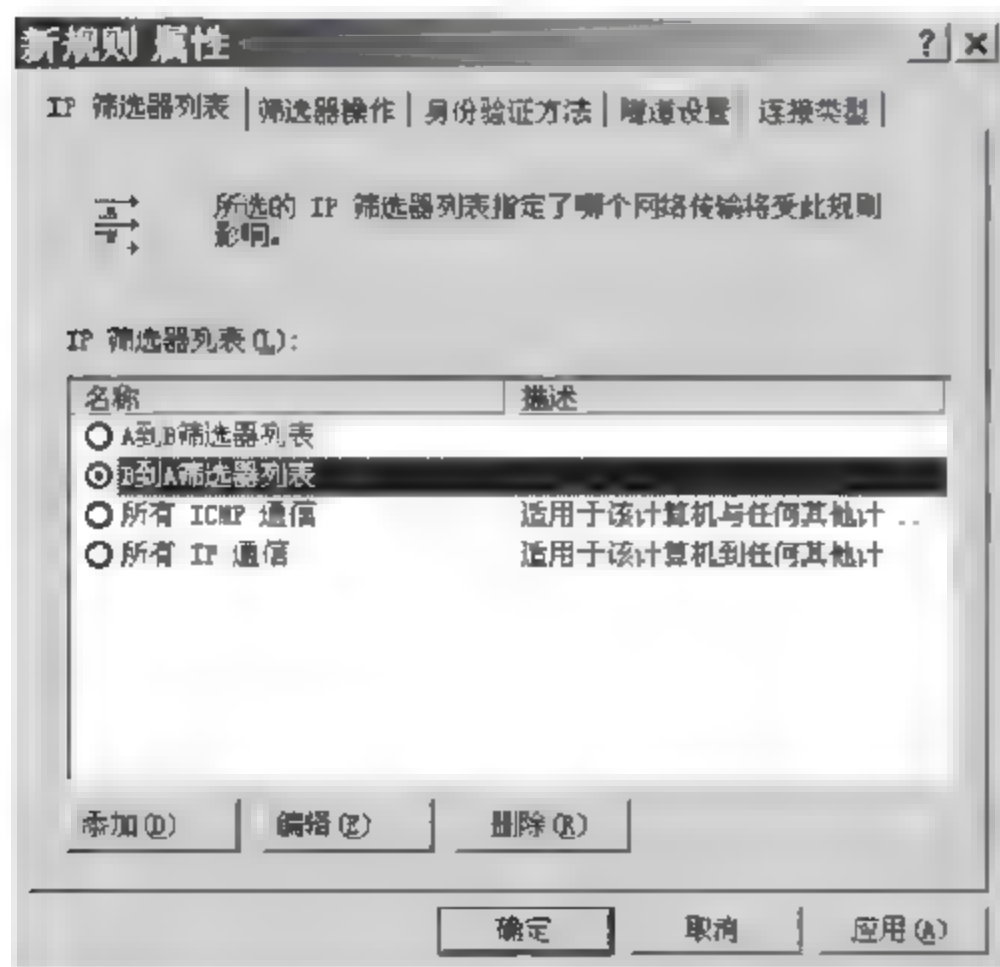 新规则 属性
IP 筛选器列表 筛选器操作 身份验证方法 隧道设置 连接类型
所选的 IP 筛选器列表指定了哪个网络传输将受此规则
影响。
IP 筛选器列表(L):
名称 描述
A到B筛选器列表
B到A筛选器列表
所有 ICMP 通信 适用于该计算机与任何其他计 ..
所有 IP 通信 适用于该计算机到任何其他计
添加(D) 编辑(E) 删除(R)
确定 取消 应用(A)